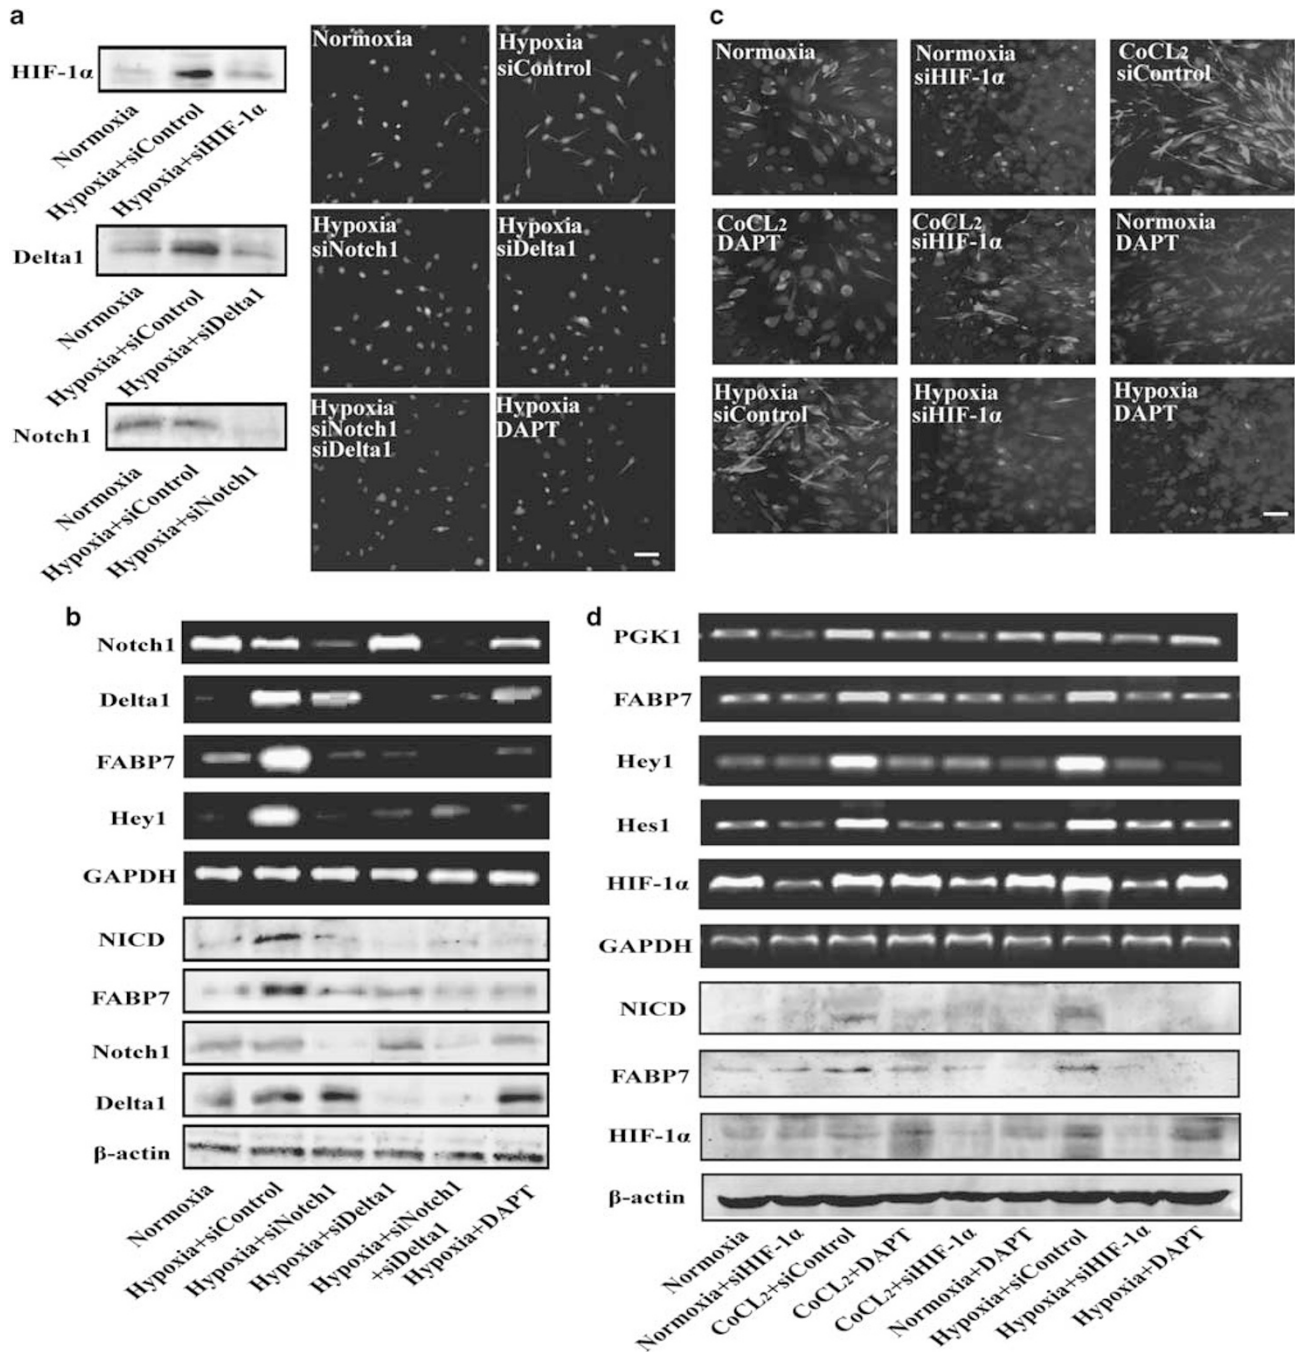 a
HIF-1α
Normoxia
Hypoxia+siControl
Hypoxia+siHIF-1α
Delta1
Normoxia
Hypoxia+siControl
Hypoxia+siDelta1
Notch1
Normoxia
Hypoxia+siControl
Hypoxia+siNotch1
Normoxia
Hypoxia
siControl
Hypoxia
siNotch1
Hypoxia
siDelta1
Hypoxia
siNotch1
siDelta1
Hypoxia
DAPT
c
Normoxia
Normoxia
siHIF-1α
CoCL2
siControl
CoCL2
DAPT
CoCL2
siHIF-1α
Normoxia
DAPT
Hypoxia
siControl
Hypoxia
siHIF-1α
Hypoxia
DAPT
b
Notch1
Delta1
FABP7
Hey1
GAPDH
NICD
FABP7
Notch1
Delta1
β-actin
Normoxia
Hypoxia+siControl
Hypoxia+siNotch1
Hypoxia+siDelta1
Hypoxia+siNotch1
+siDelta1
Hypoxia+DAPT
d
PGK1
FABP7
Hey1
Hes1
HIF-1α
GAPDH
NICD
FABP7
HIF-1α
β-actin
Normoxia
Normoxia+siHIF-1α
CoCL2+siControl
CoCL2+DAPT
CoCL2+siHIF-1α
Normoxia+DAPT
Hypoxia+siControl
Hypoxia+siHIF-1α
Hypoxia+DAPT